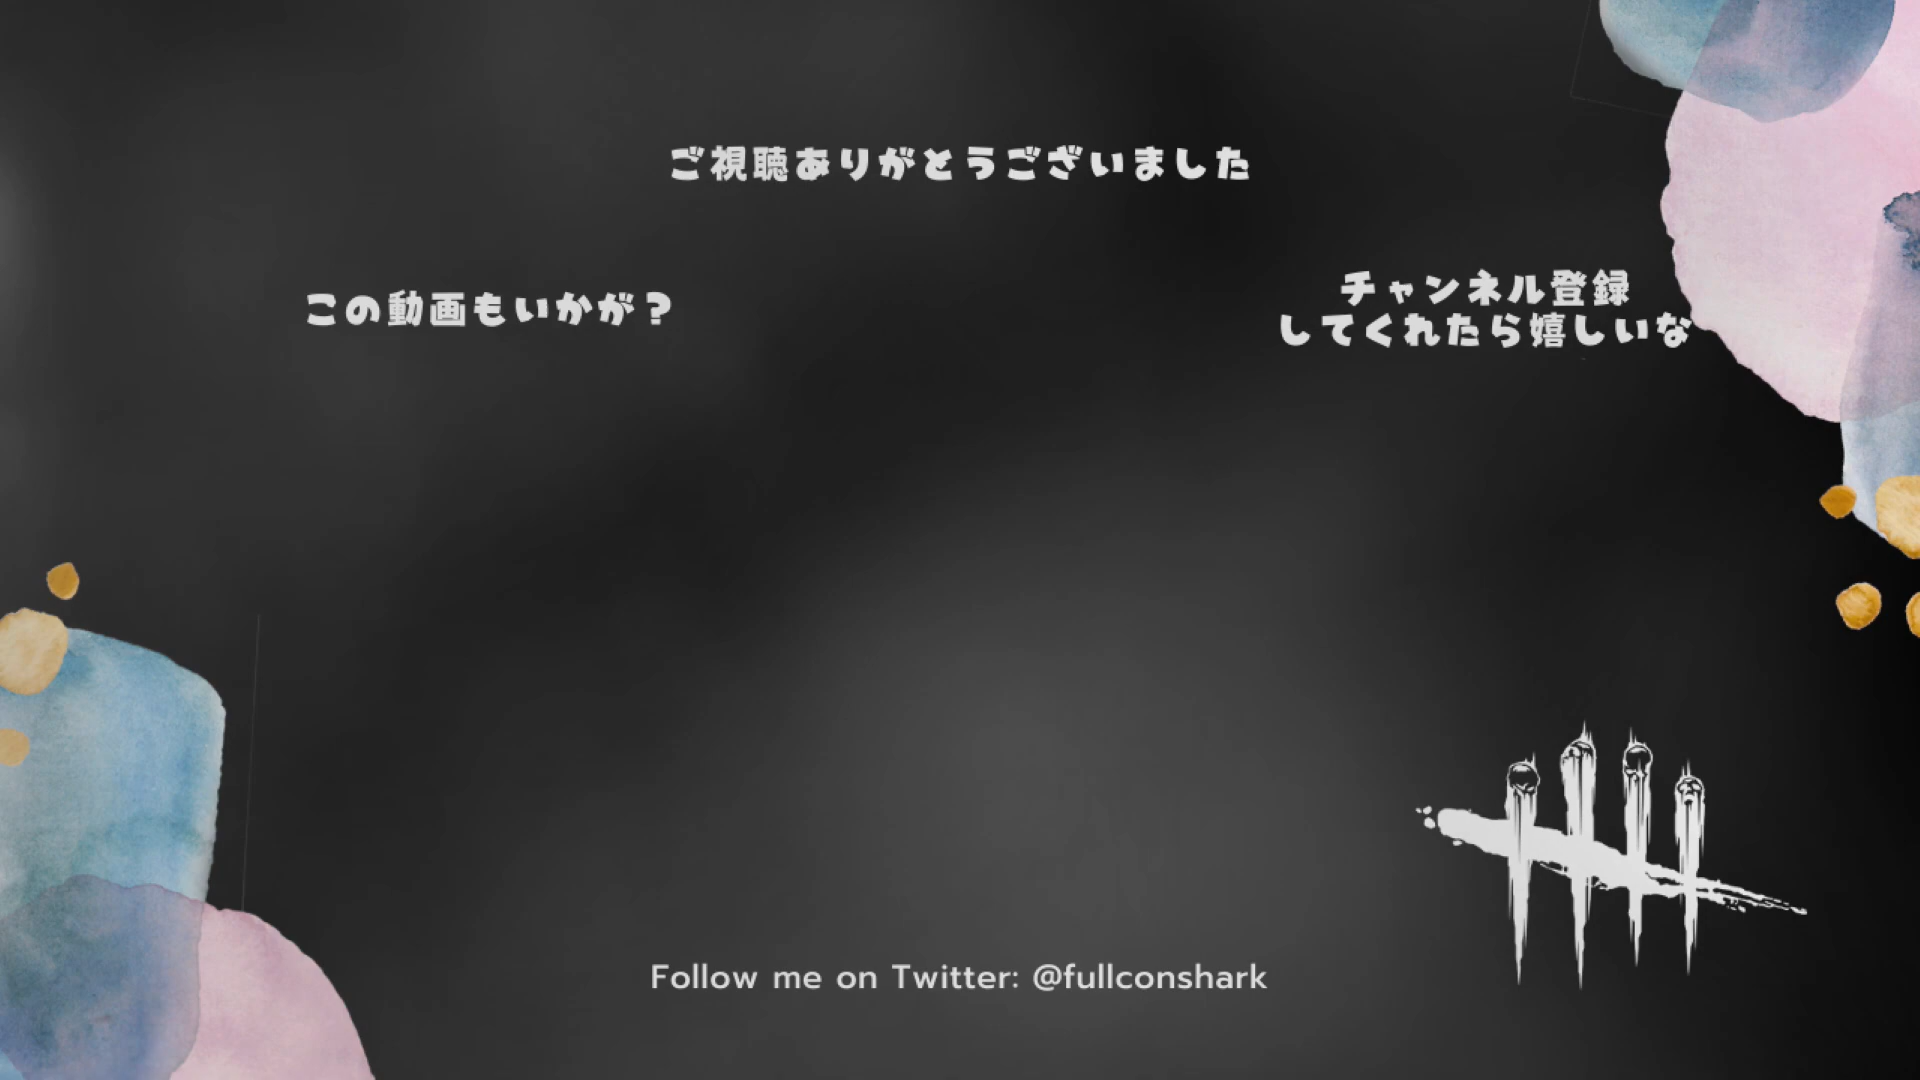 ご視聴ありがとうございました
この動画もいかが？
チャンネル登録
してくれたら嬉しいな
Follow me on Twitter: @fullconshark